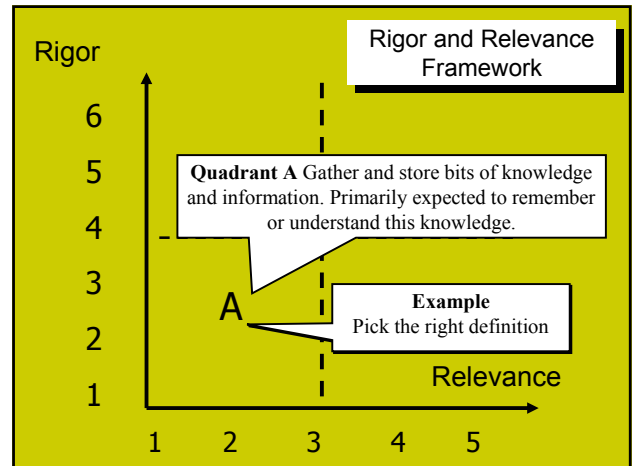 Rigor and Relevance
Framework
Rigor
6
5
4
3
2
1
Quadrant A Gather and store bits of knowledge
and information. Primarily expected to remember
or understand this knowledge.
A
Example
Pick the right definition
Relevance
1 2 3 4 5